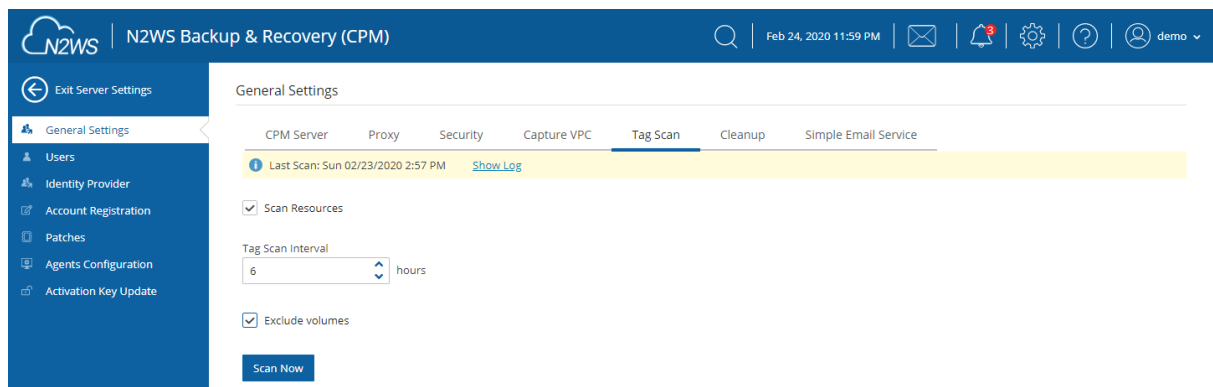 N2WS N2WS Backup & Recovery (CPM) Feb 24, 2020 11:59 PM 3 demo
Exit Server Settings
General Settings
Users
Identity Provider
Account Registration
Patches
Agents Configuration
Activation Key Update
General Settings
CPM Server Proxy Security Capture VPC Tag Scan Cleanup Simple Email Service
Last Scan: Sun 02/23/2020 2:57 PM Show Log
Scan Resources
Tag Scan Interval
6 hours
Exclude volumes
Scan Now